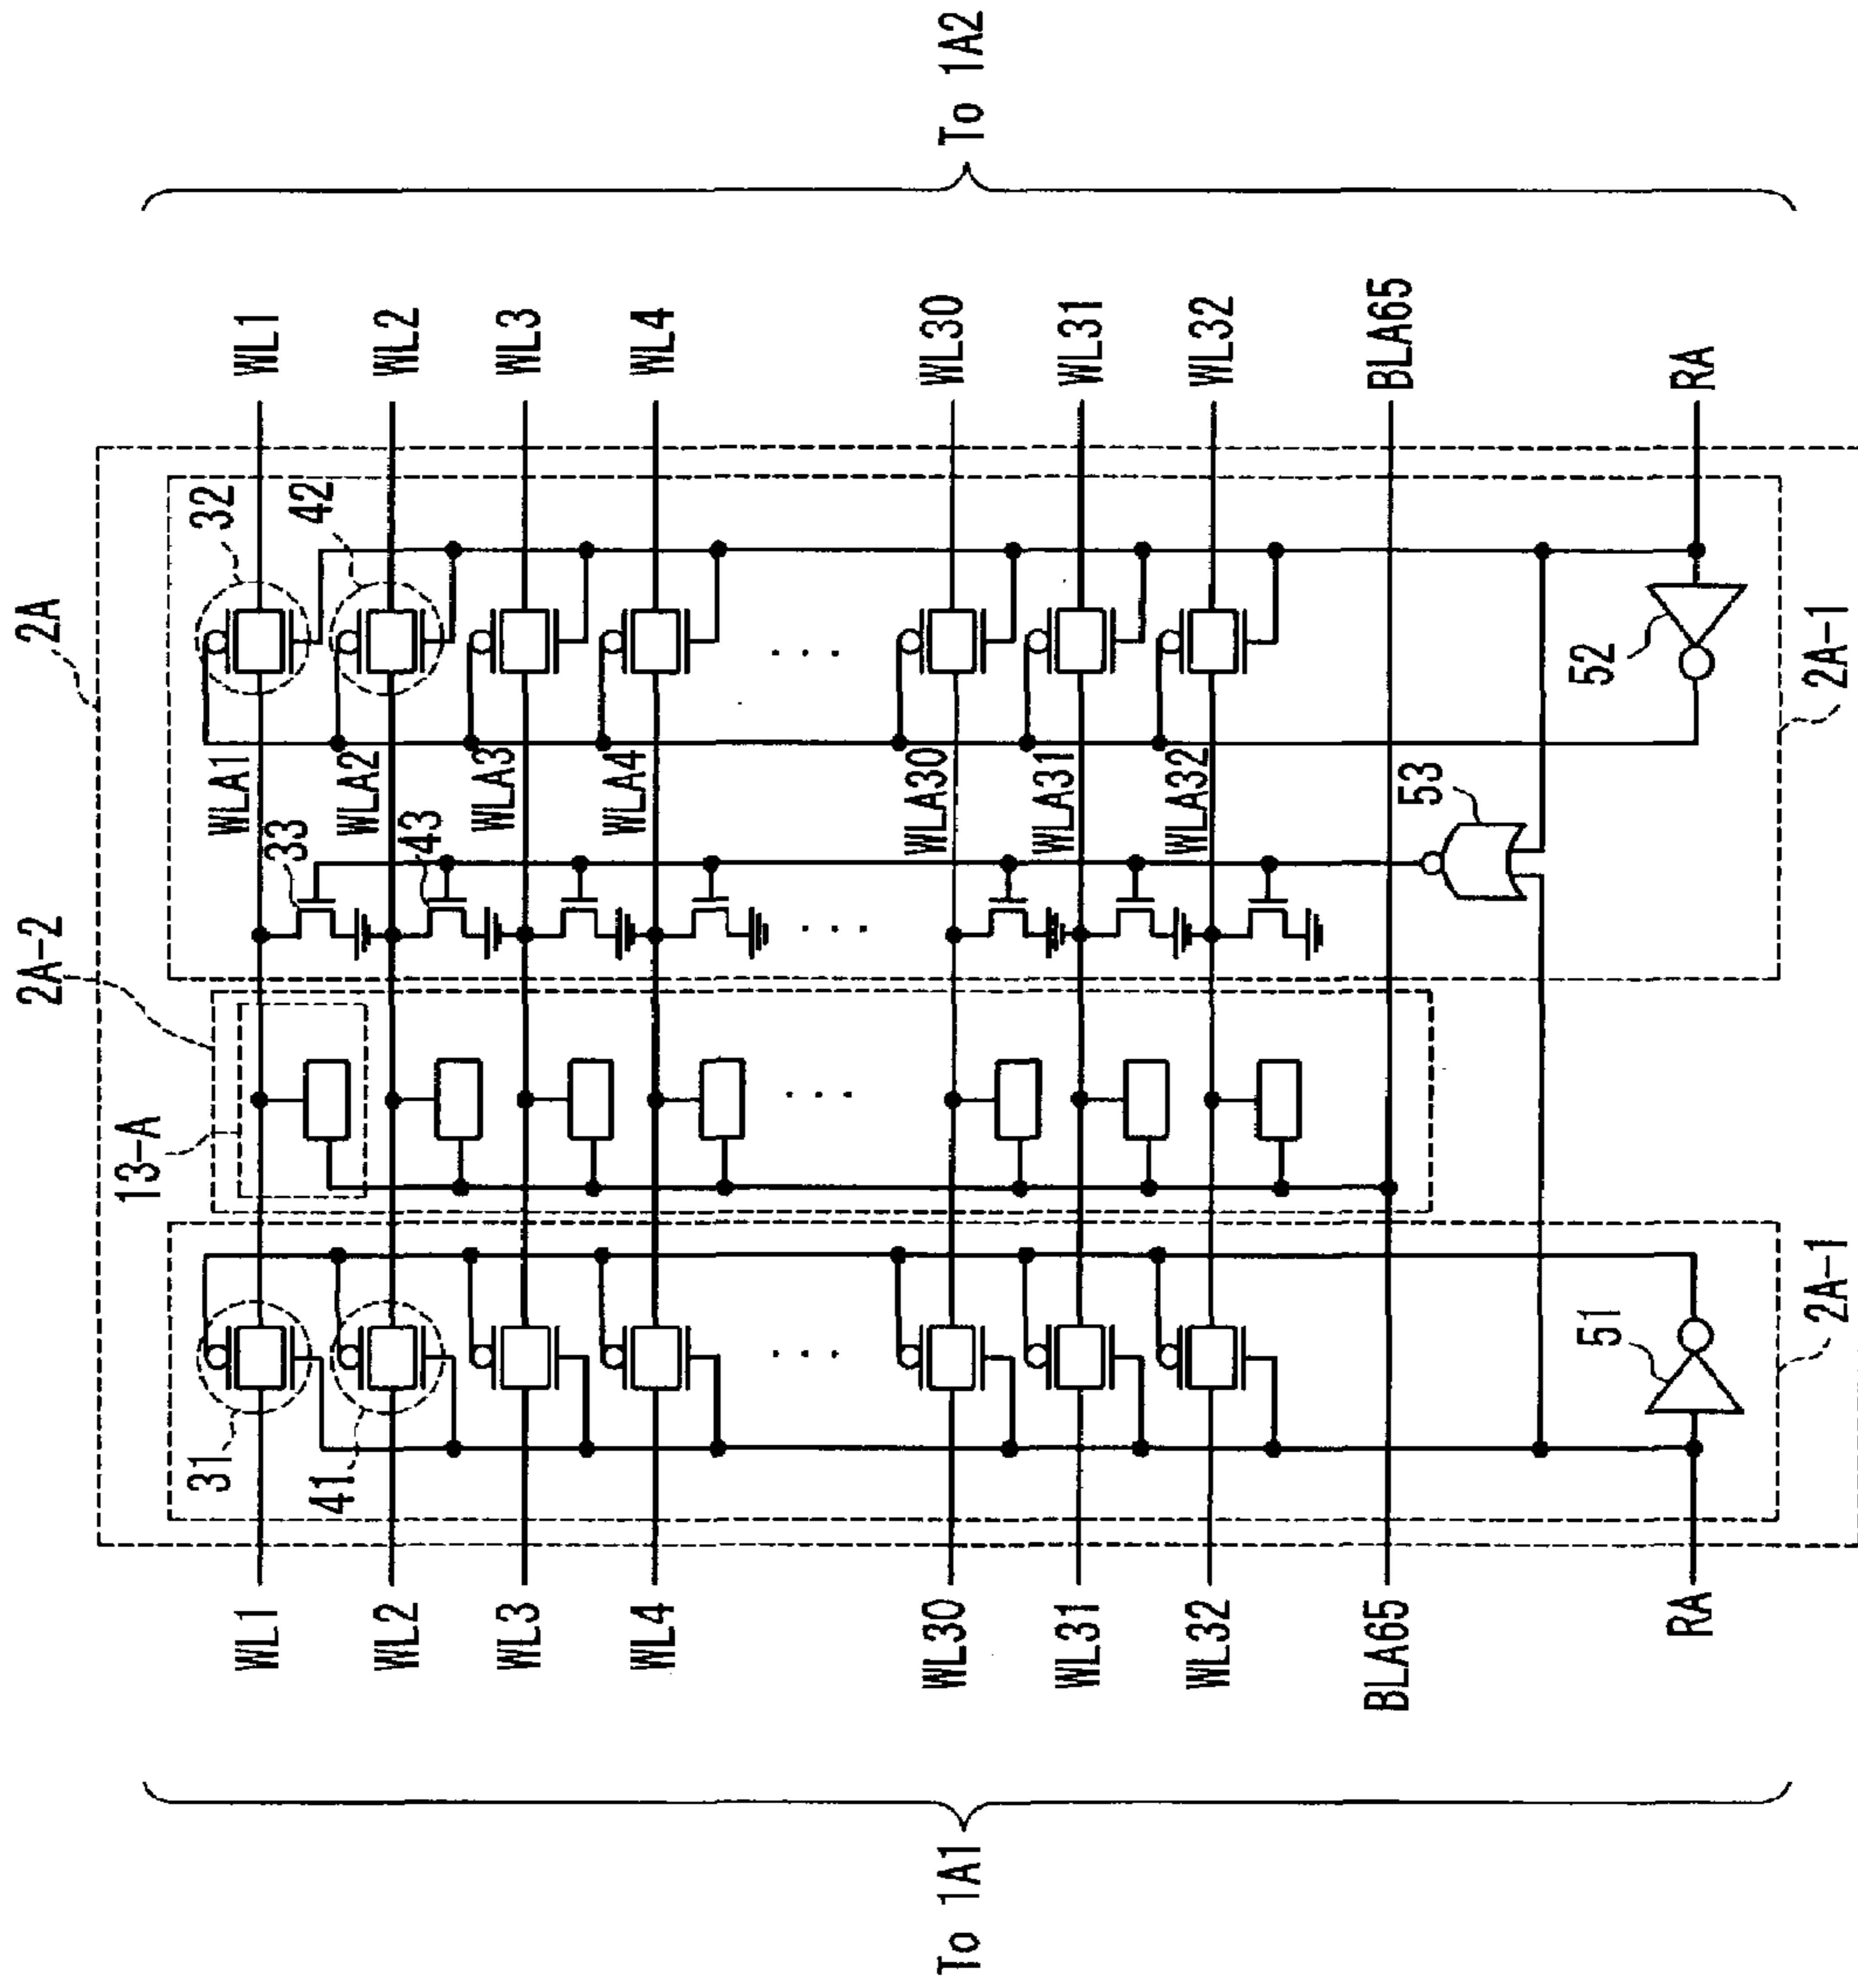 To 1A1
To 1A2
2A
2A-2
13-A
2A-1
2A-1
WL1
WL2
WL3
WL4
WL30
WL31
WL32
BLA65
RA
31
41
51
WLA1
WLA2
WLA3
WLA4
WLA30
WLA31
WLA32
33
43
53
32
42
52
WL1
WL2
WL3
WL4
WL30
WL31
WL32
BLA65
RA